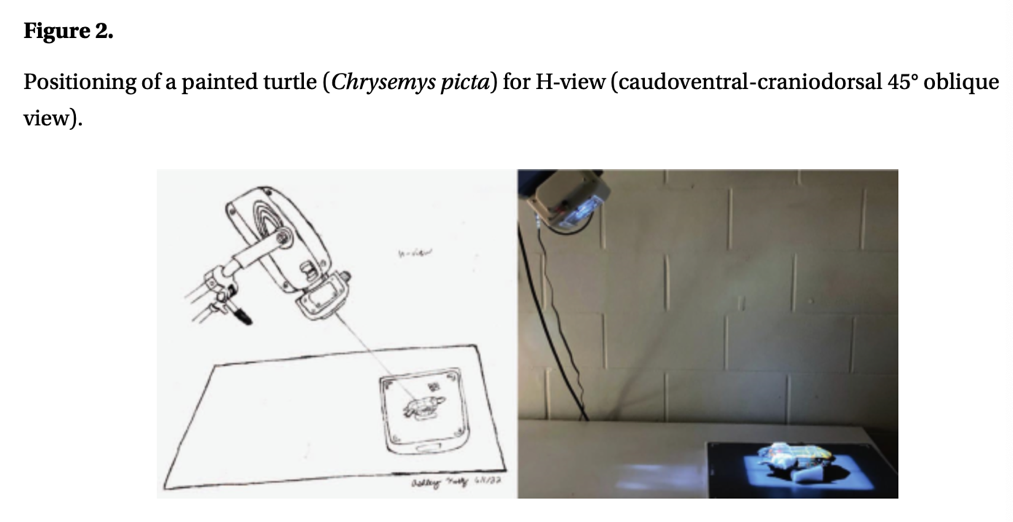 Figure 2.
Positioning of a painted turtle (Chrysemys picta) for H-view (caudoventral-craniodorsal 45° oblique
view).